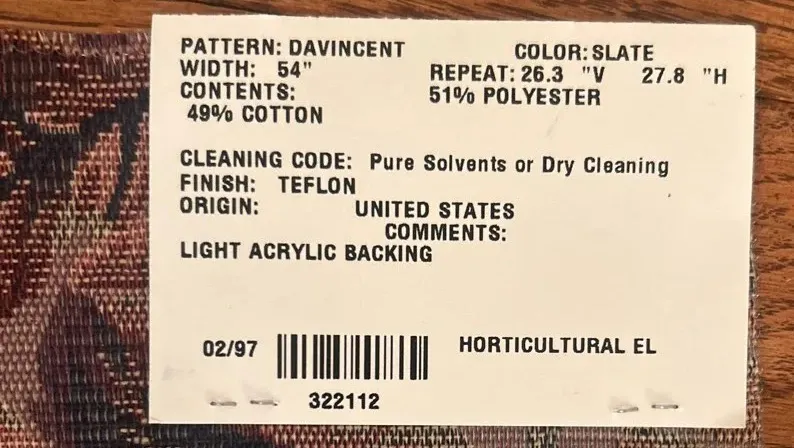 PATTERN: DAVINCENT COLOR: SLATE
WIDTH: 54" REPEAT: 26.3 "V 27.8 "H
CONTENTS: 51% POLYESTER
49% COTTON
CLEANING CODE: Pure Solvents or Dry Cleaning
FINISH: TEFLON
ORIGIN: UNITED STATES
COMMENTS:
LIGHT ACRYLIC BACKING
02/97 HORTICULTURAL EL
322112